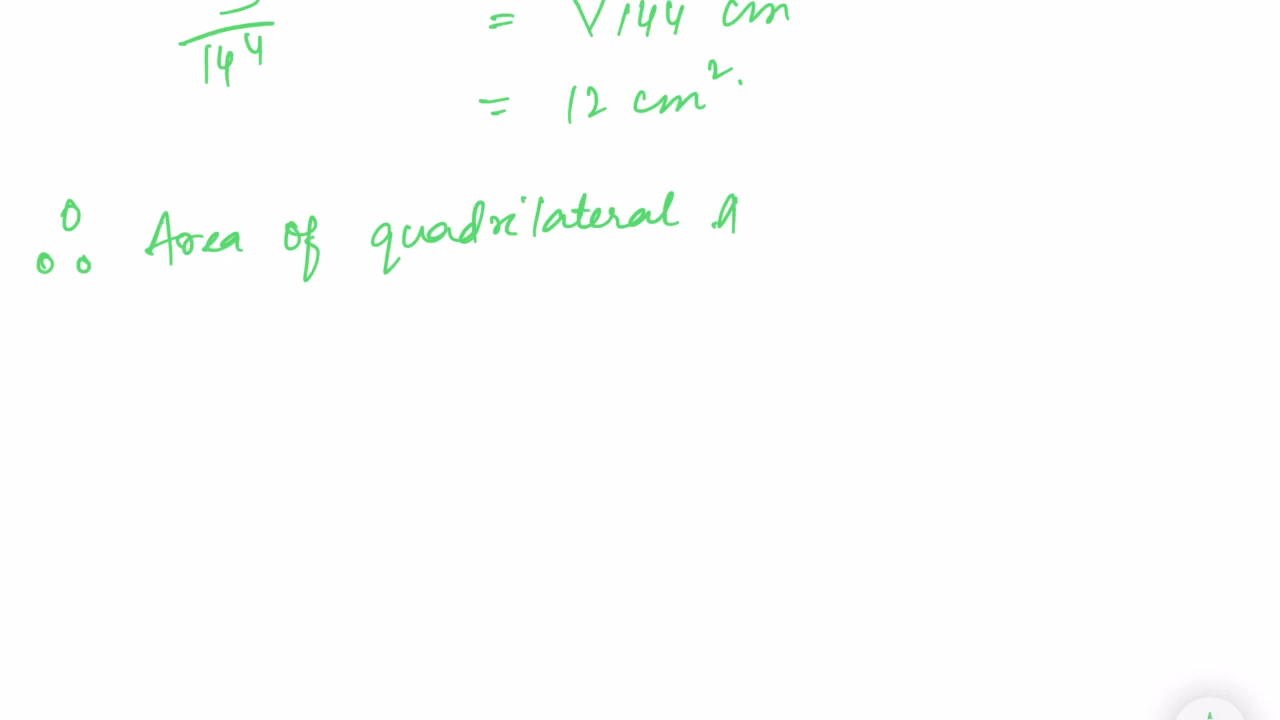 = √144 cm
144
= 12 cm².
∴ Area of quadrilateral A